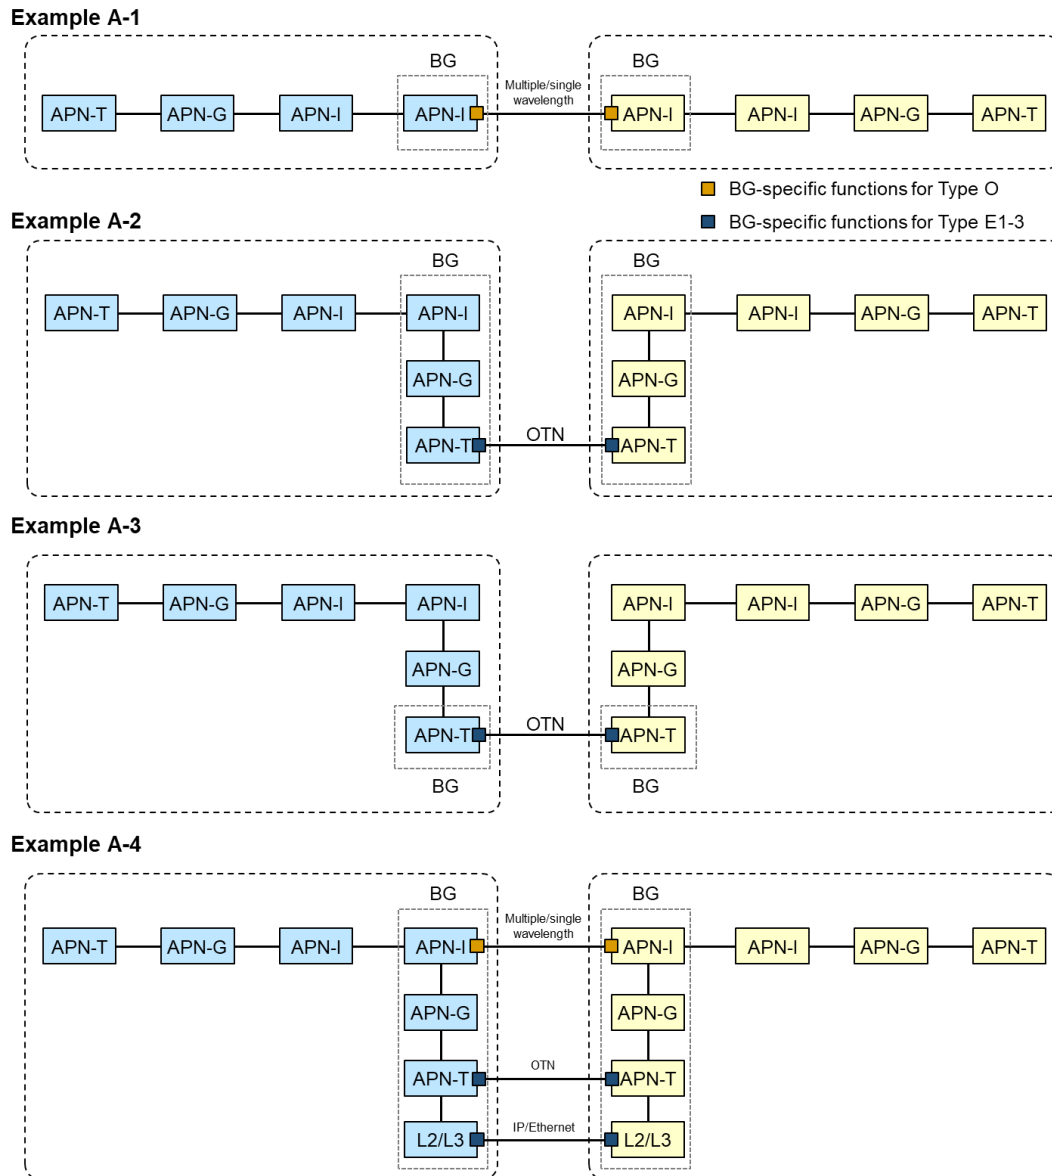 Example A-1
BG
BG
Multiple/single
wavelength
APN-T
APN-G
APN-I
APN-I
APN-I
APN-I
APN-G
APN-T
BG-specific functions for Type O
BG-specific functions for Type E1-3
Example A-2
BG
BG
APN-T
APN-G
APN-I
APN-I
APN-I
APN-I
APN-G
APN-T
APN-G
APN-G
APN-T
OTN
APN-T
Example A-3
APN-T
APN-G
APN-I
APN-I
APN-I
APN-I
APN-G
APN-T
APN-G
APN-G
APN-T
OTN
APN-T
BG
BG
Example A-4
BG
BG
Multiple/single
wavelength
APN-T
APN-G
APN-I
APN-I
APN-I
APN-I
APN-G
APN-T
APN-G
APN-G
APN-T
OTN
APN-T
L2/L3
IP/Ethernet
L2/L3